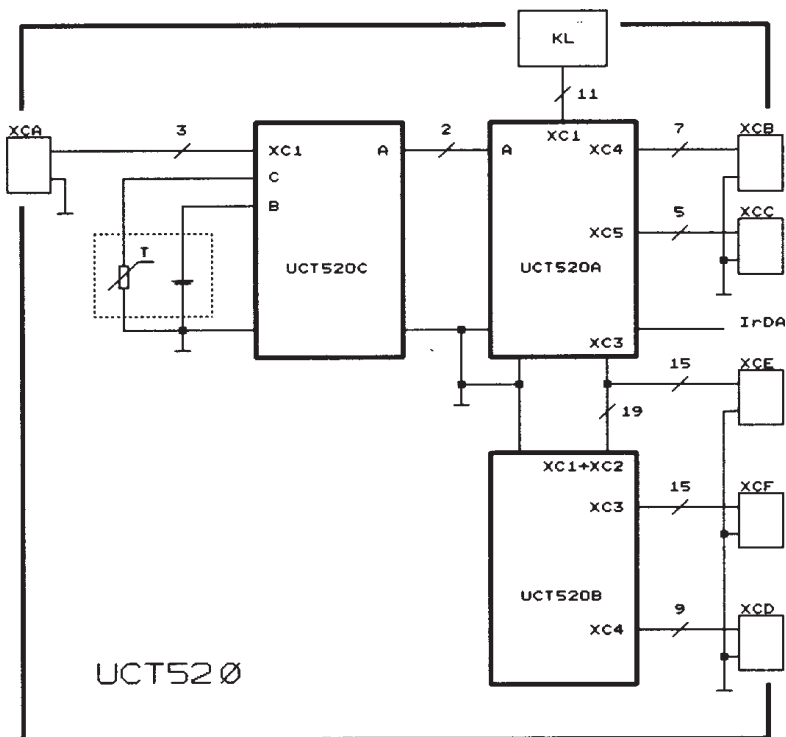 KL
11
XCA
3
XC1
A
2
A
XC1
XC4
7
XCB
C
B
XC5
5
XCC
T
UCT520C
UCT520A
IrDA
XC3
15
XCE
19
XC1+XC2
XC3
15
XCF
UCT520B
XC4
9
XCD
UCT520